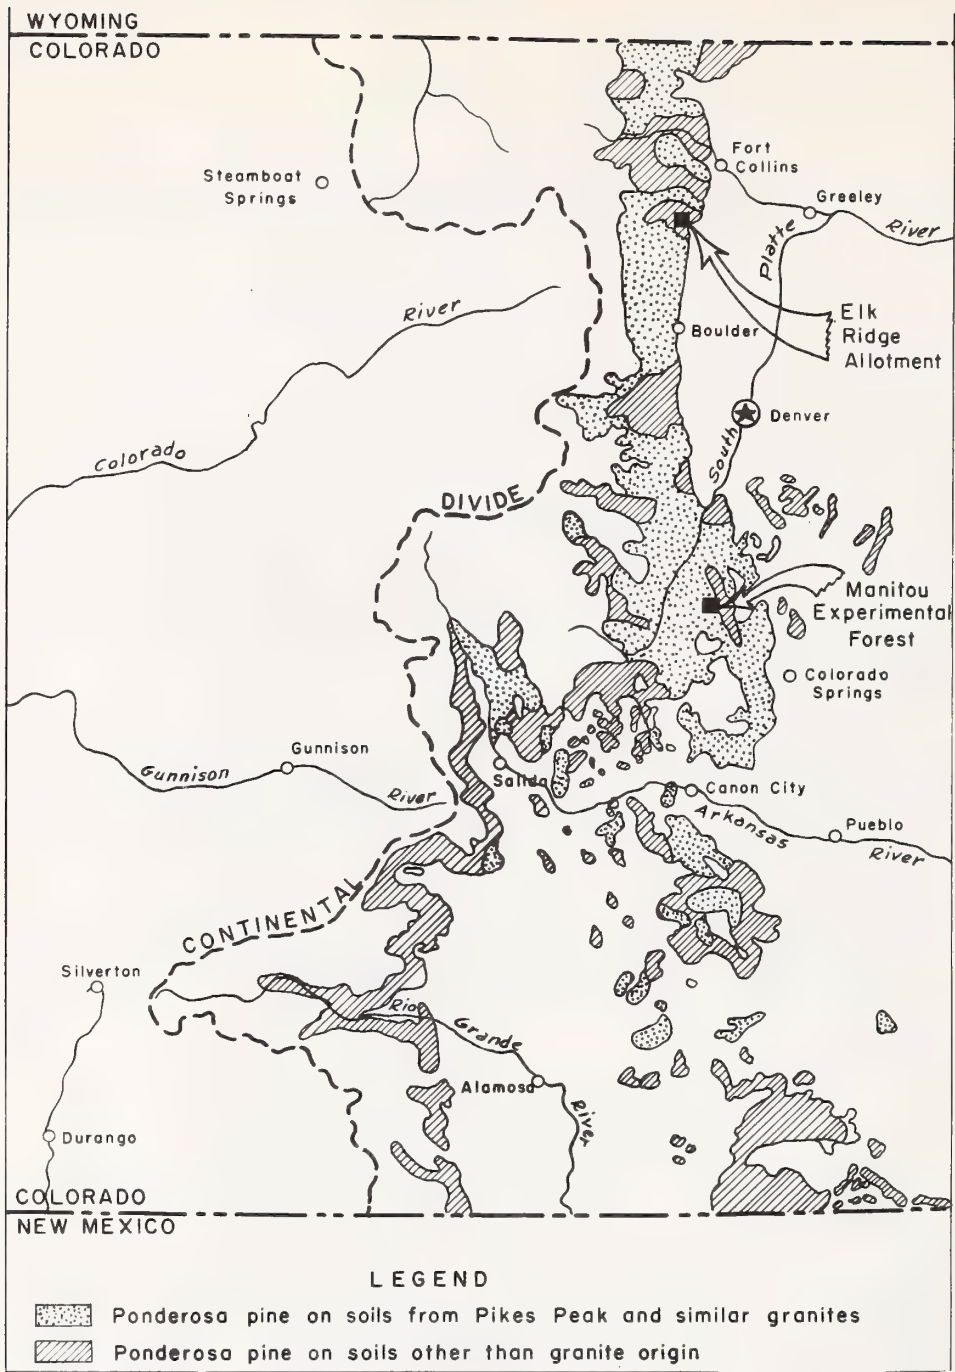 WYOMING
COLORADO
Steamboat
Springs
Fort
Collins
Greeley
River
Platte
River
Elk
Ridge
Allotment
Boulder
Colorado
South
Denver
DIVIDE
Manitou
Experimental
Forest
Colorado
Springs
Gunnison
Gunnison
River
Salida
Canon City
Arkansas
Pueblo
River
CONTINENTAL
Silverton
Rio
Grande
Alamosa
River
Durango
COLORADO
NEW MEXICO
LEGEND
Ponderosa pine on soils from Pikes Peak and similar granites
Ponderosa pine on soils other than granite origin